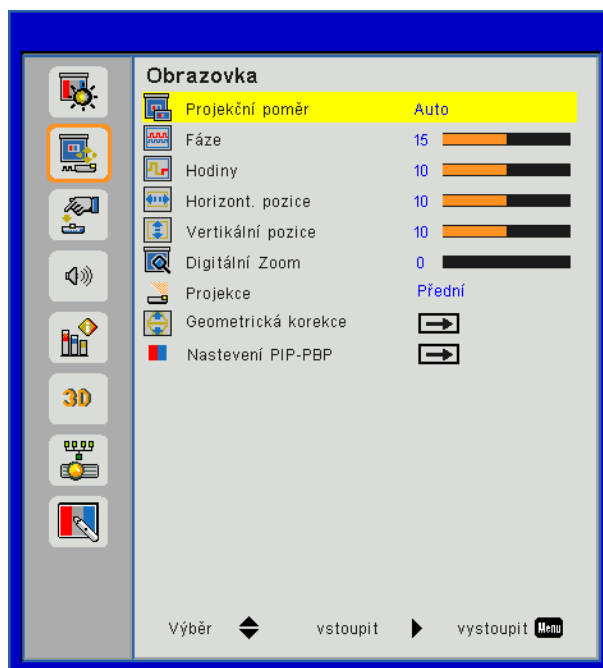 Obrazovka
Projekční poměr Auto
Fáze 15
Hodiny 10
Horizont. pozice 10
Vertikální pozice 10
Digitální Zoom 0
Projekce Přední
Geometrická korekce
Nastevení PIP-PBP
3D
Výběr vstoupit vystoupit Menu